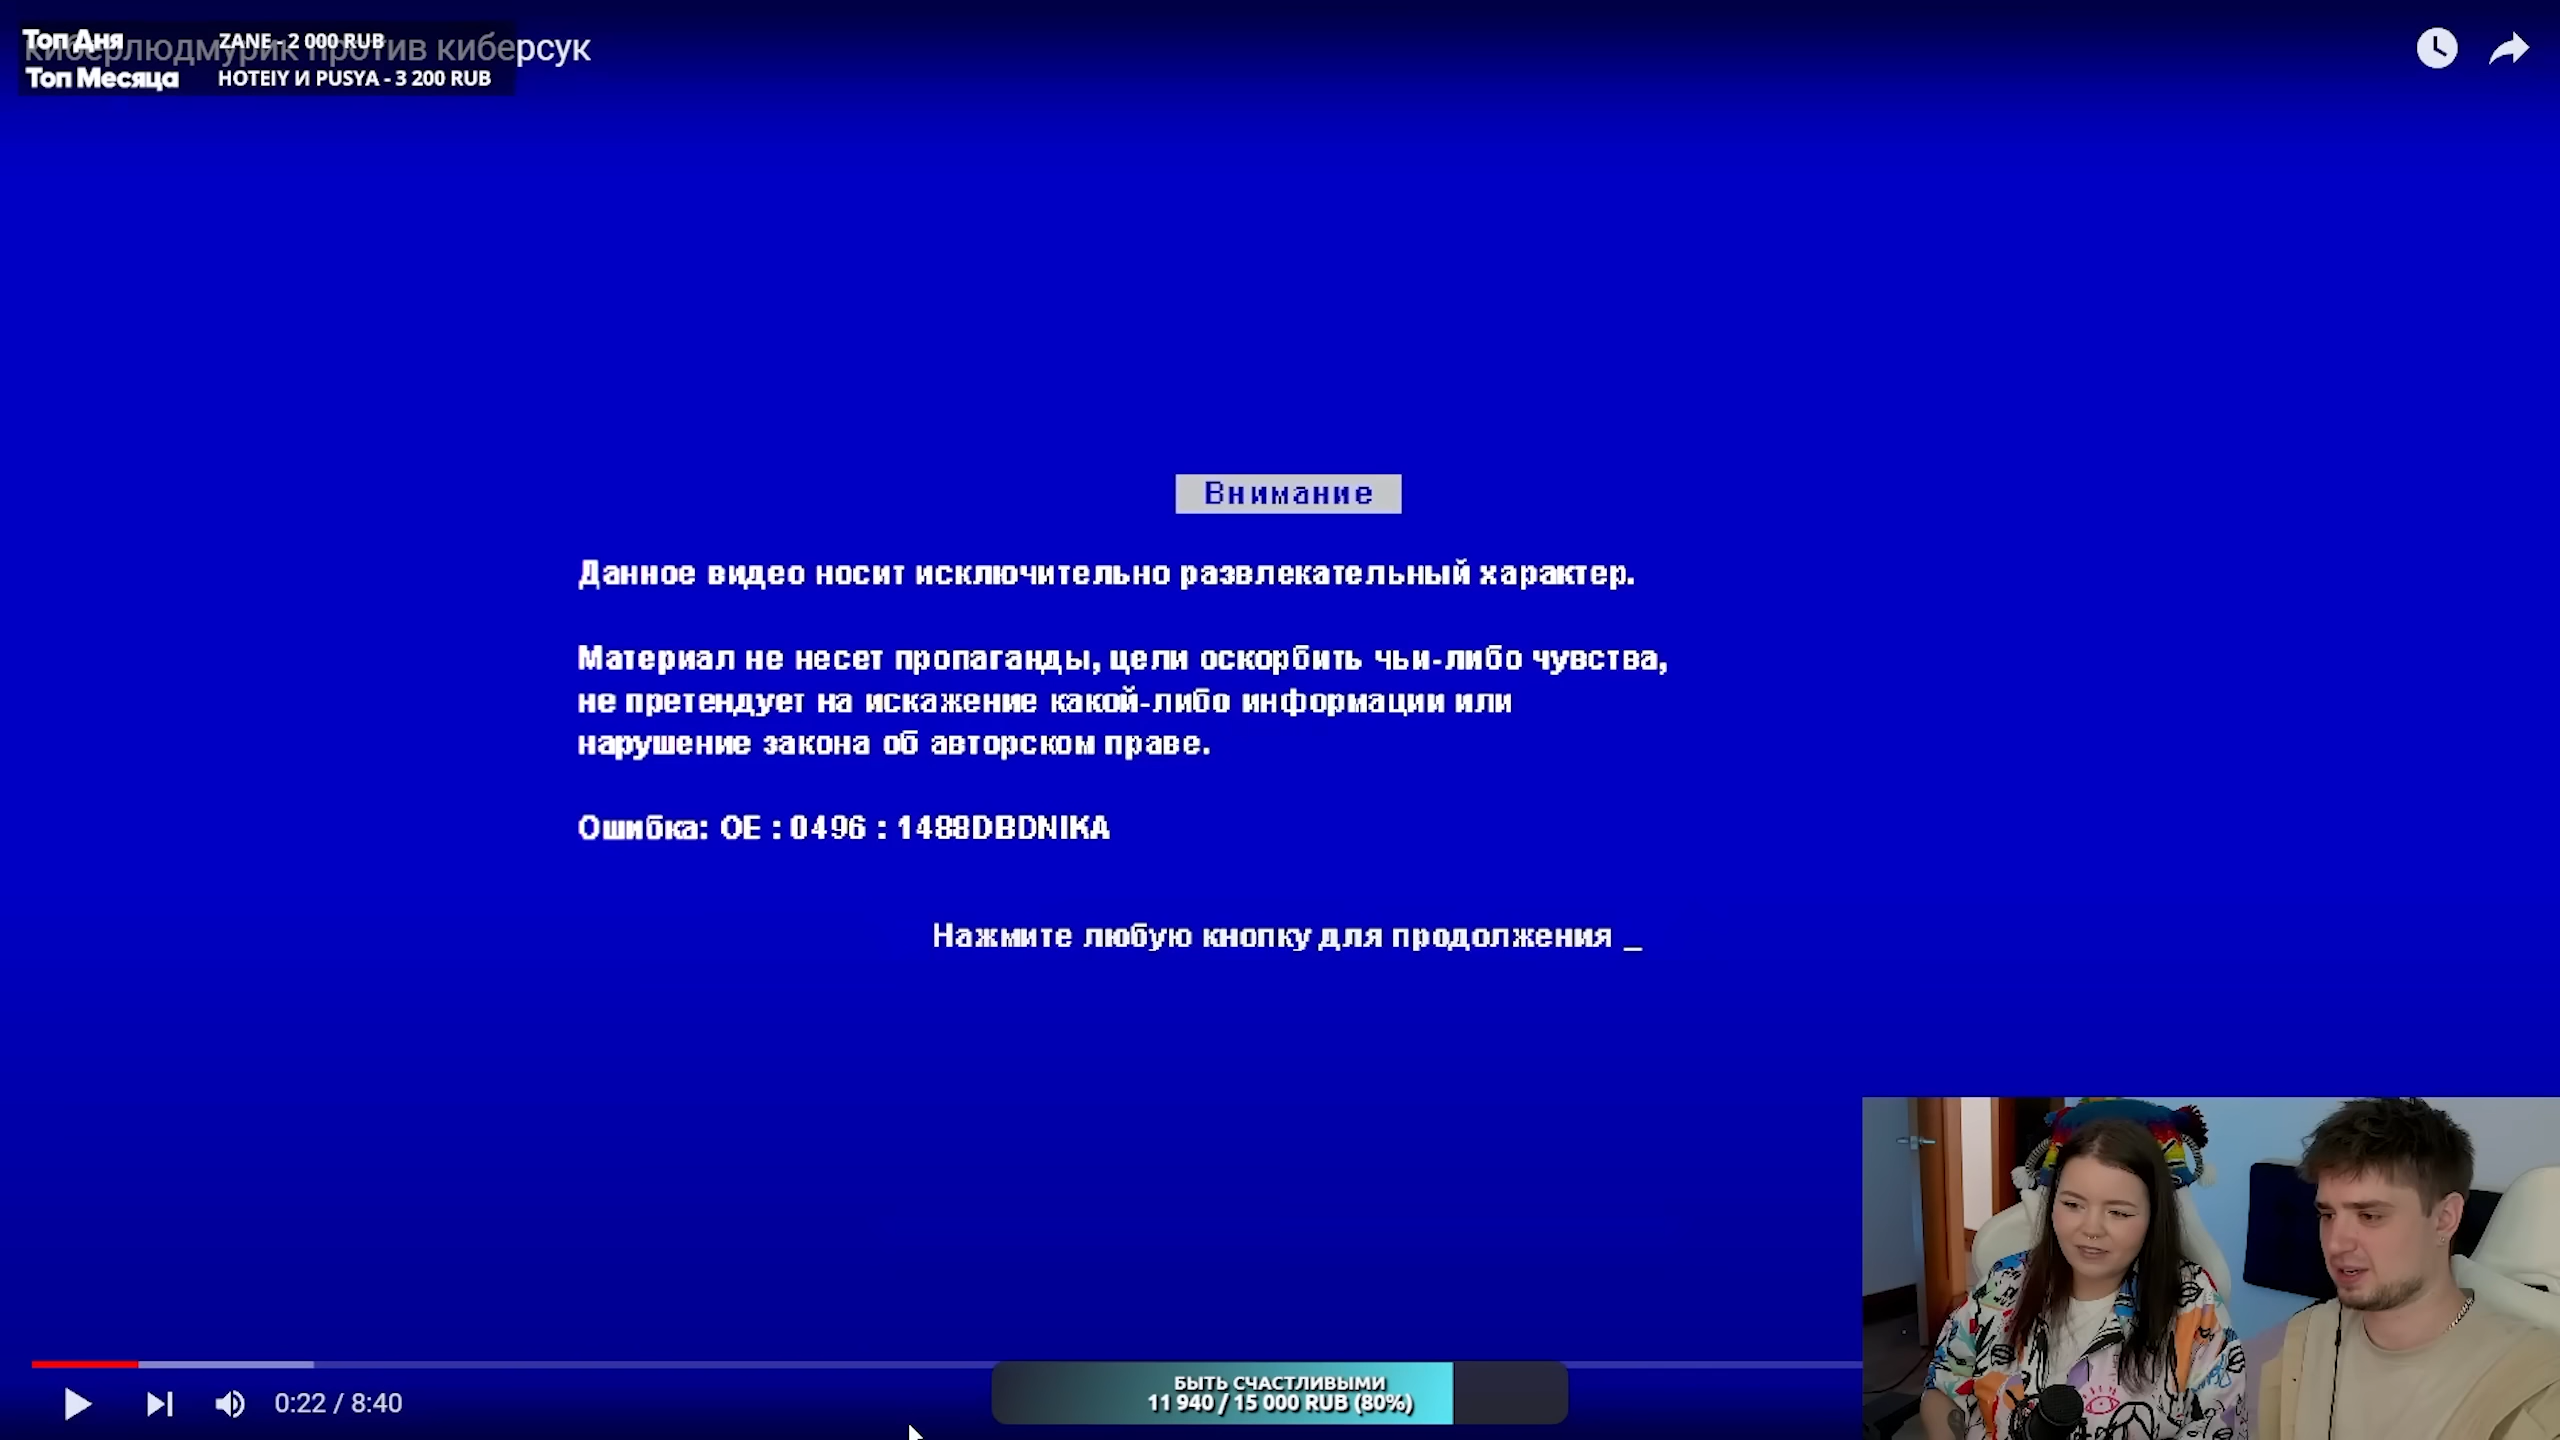 Топ Дня ZANE - 2 000 RUB
киберлюдмурик против киберсук
Топ Месяца HOTEIY И PUSYA - 3 200 RUB
Внимание
Данное видео носит исключительно развлекательный характер.
Материал не несет пропаганды, цели оскорбить чьи-либо чувства,
не претендует на искажение какой-либо информации или
нарушение закона об авторском праве.
Ошибка: OE : 0496 : 1488DBDNIKA
Нажмите любую кнопку для продолжения _
БЫТЬ СЧАСТЛИВЫМИ
11 940 / 15 000 RUB (80%)
0:22 / 8:40